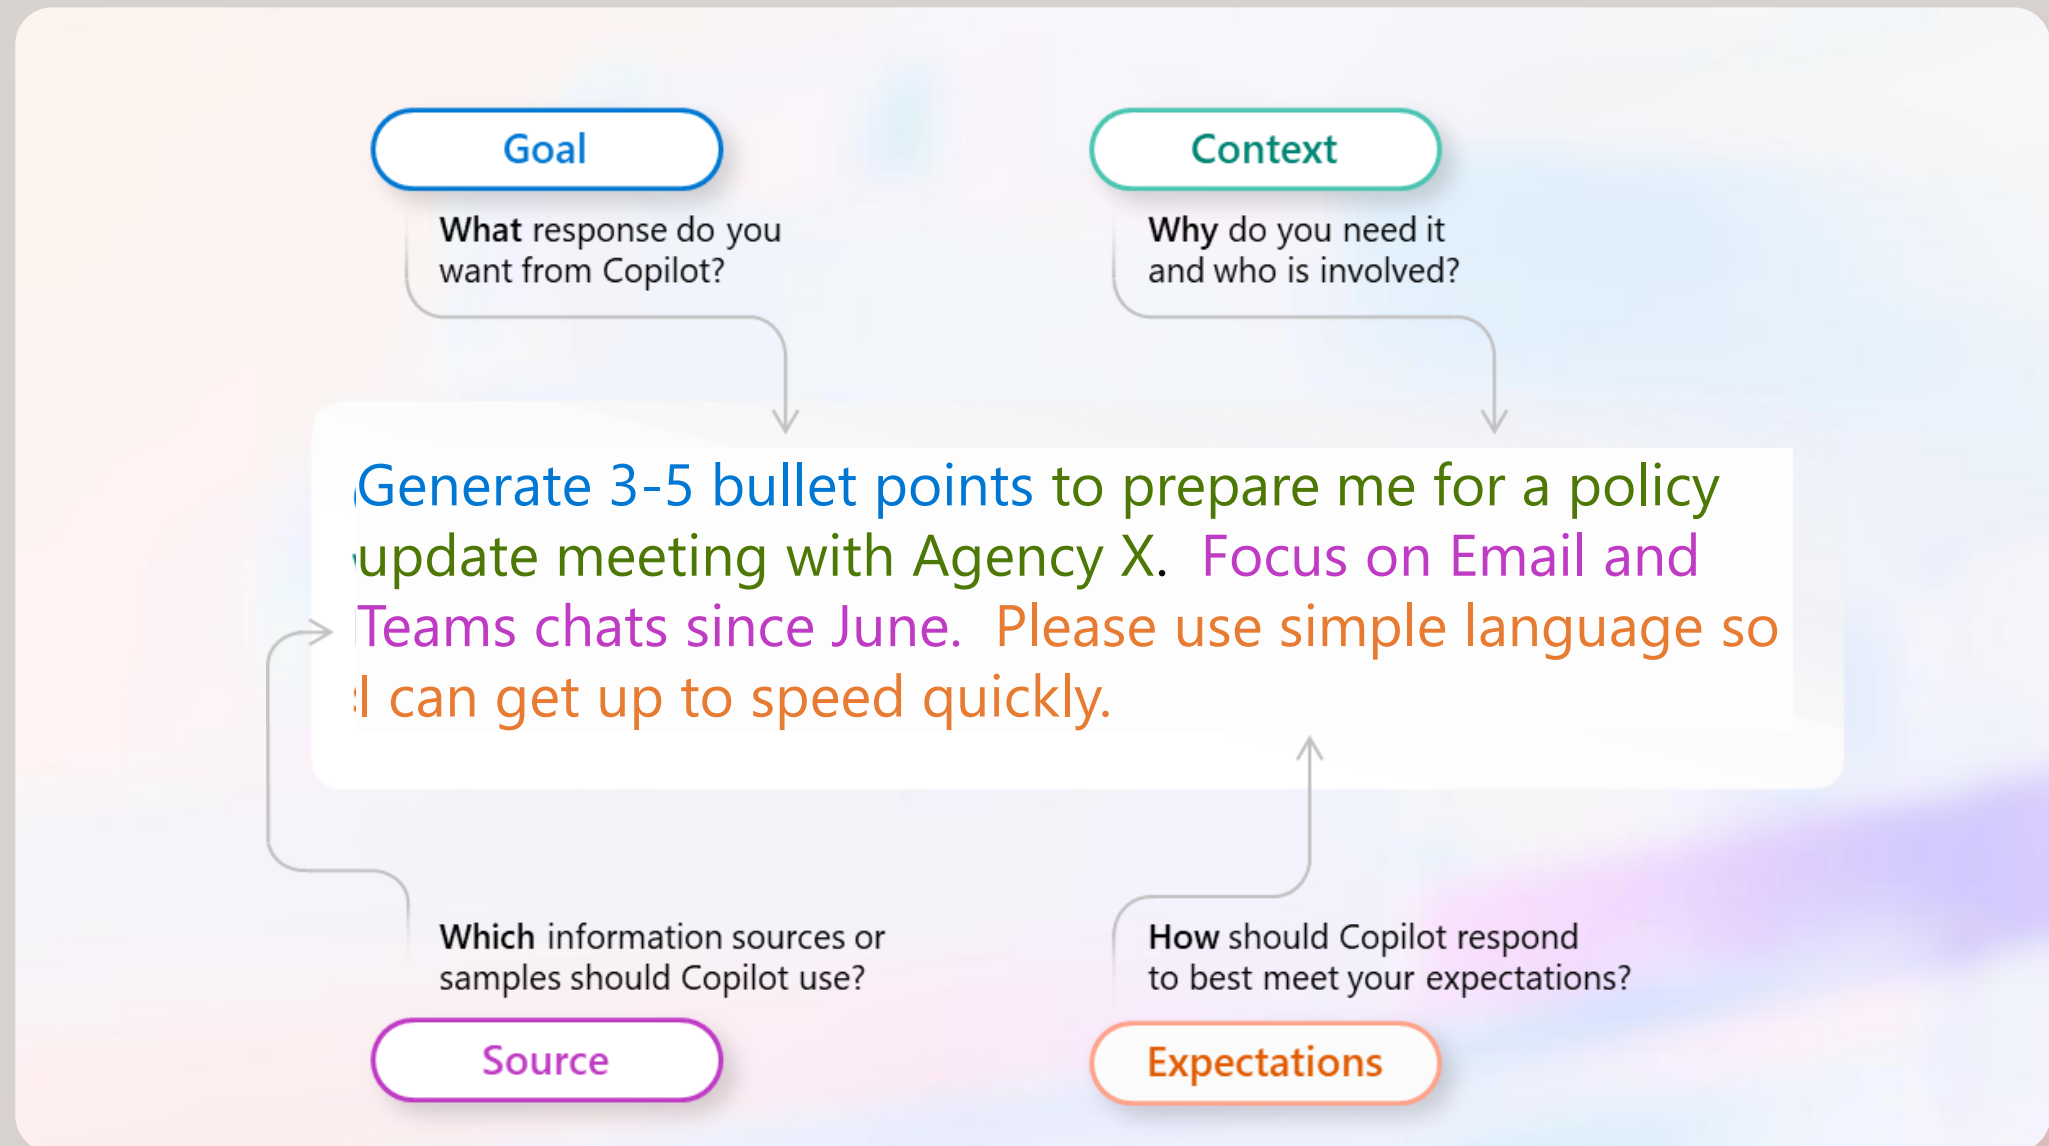 Goal
Context
What response do you
want from Copilot?
Why do you need it
and who is involved?
Generate 3-5 bullet points to prepare me for a policy
update meeting with Agency X.  Focus on Email and
Teams chats since June.  Please use simple language so
I can get up to speed quickly.
Which information sources or
samples should Copilot use?
How should Copilot respond
to best meet your expectations?
Source
Expectations